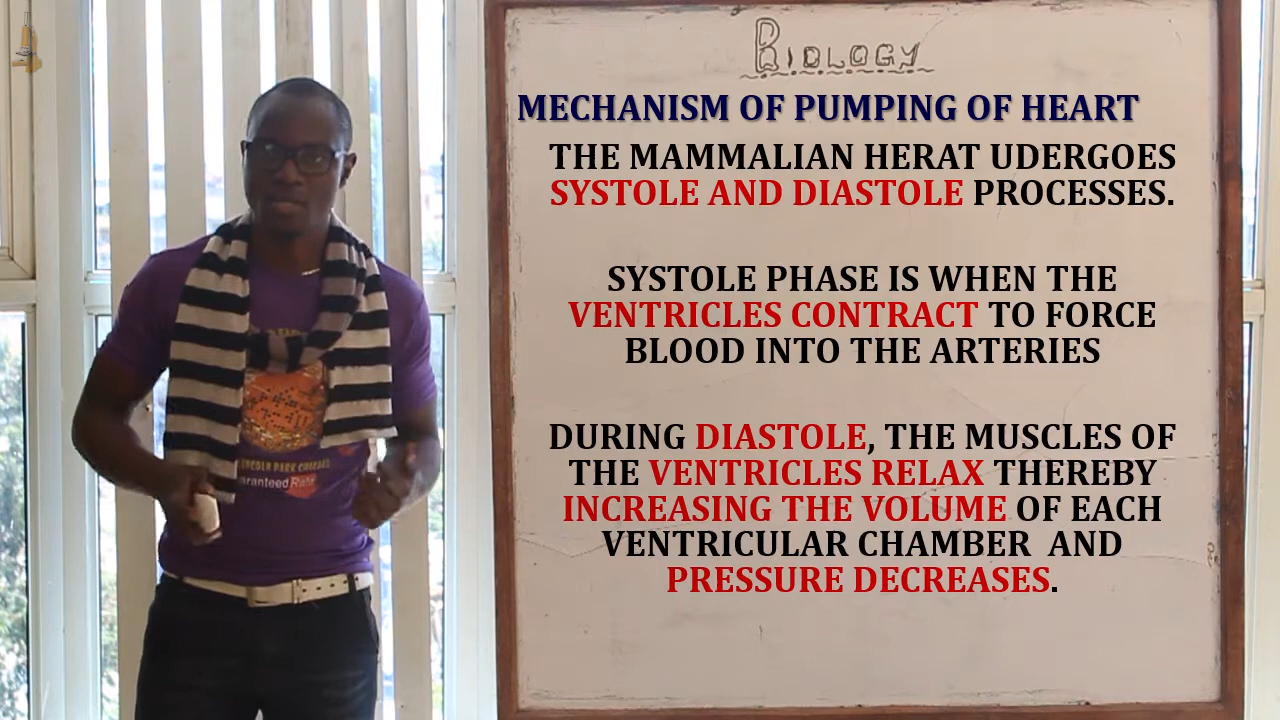 BIOLOGY
MECHANISM OF PUMPING OF HEART
THE MAMMALIAN HERAT UDERGOES
SYSTOLE AND DIASTOLE PROCESSES.
SYSTOLE PHASE IS WHEN THE
VENTRICLES CONTRACT TO FORCE
BLOOD INTO THE ARTERIES
DURING DIASTOLE, THE MUSCLES OF
THE VENTRICLES RELAX THEREBY
INCREASING THE VOLUME OF EACH
VENTRICULAR CHAMBER AND
PRESSURE DECREASES.
PARK
Rate